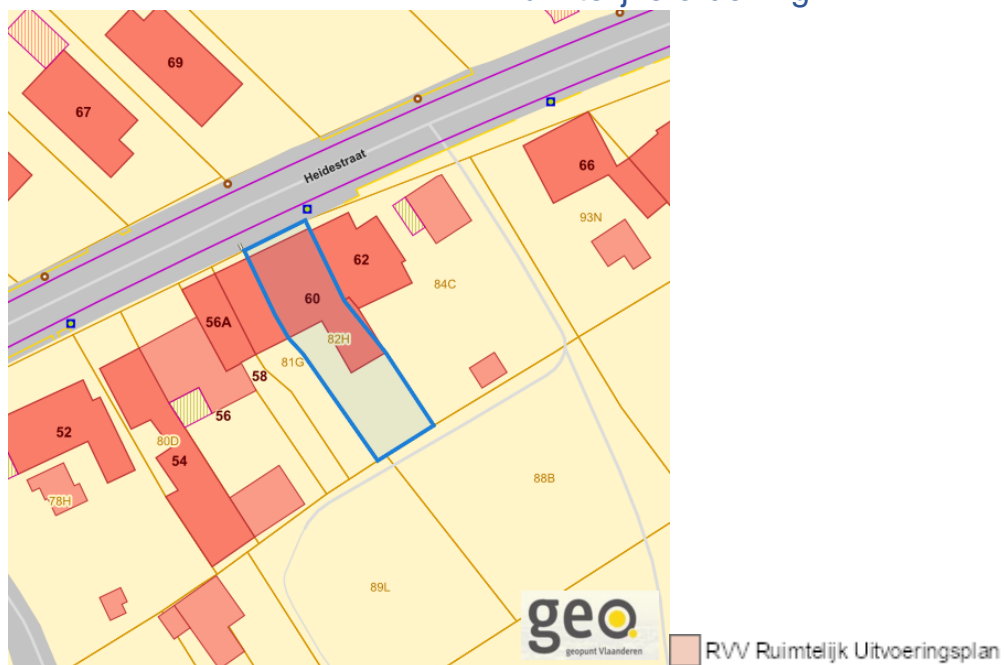 69
67
Heidestraat
66
93N
62
84C
60
56A
82H
81G
58
56
52
80D
54
78H
88B
89L
geo.
geopunt Vlaanderen
RVV Ruimtelijk Uitvoeringsplan